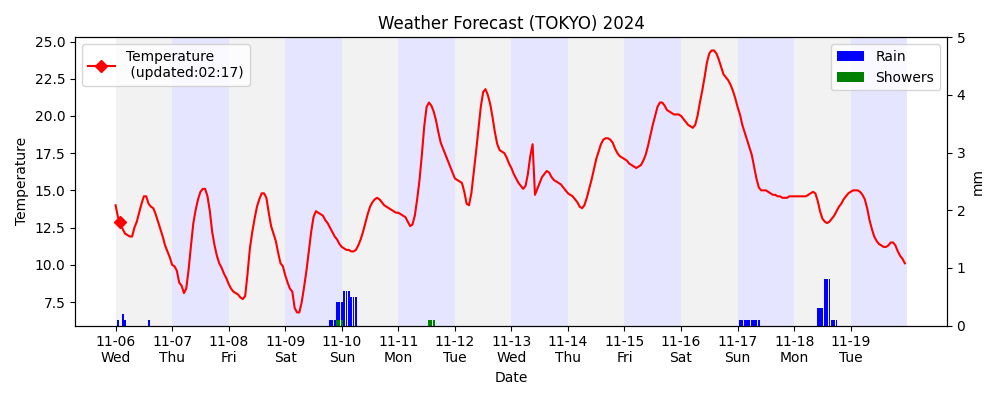 Weather Forecast (TOKYO) 2024
Temperature
(updated:02:17)
Rain
Showers
Temperature
25.0
22.5
20.0
17.5
15.0
12.5
10.0
7.5
5
4
3
2
1
0
mm
11-06 11-07 11-08 11-09 11-10 11-11 11-12 11-13 11-14 11-15 11-16 11-17 11-18 11-19
Wed Thu Fri Sat Sun Mon Tue Wed Thu Fri Sat Sun Mon Tue
Date